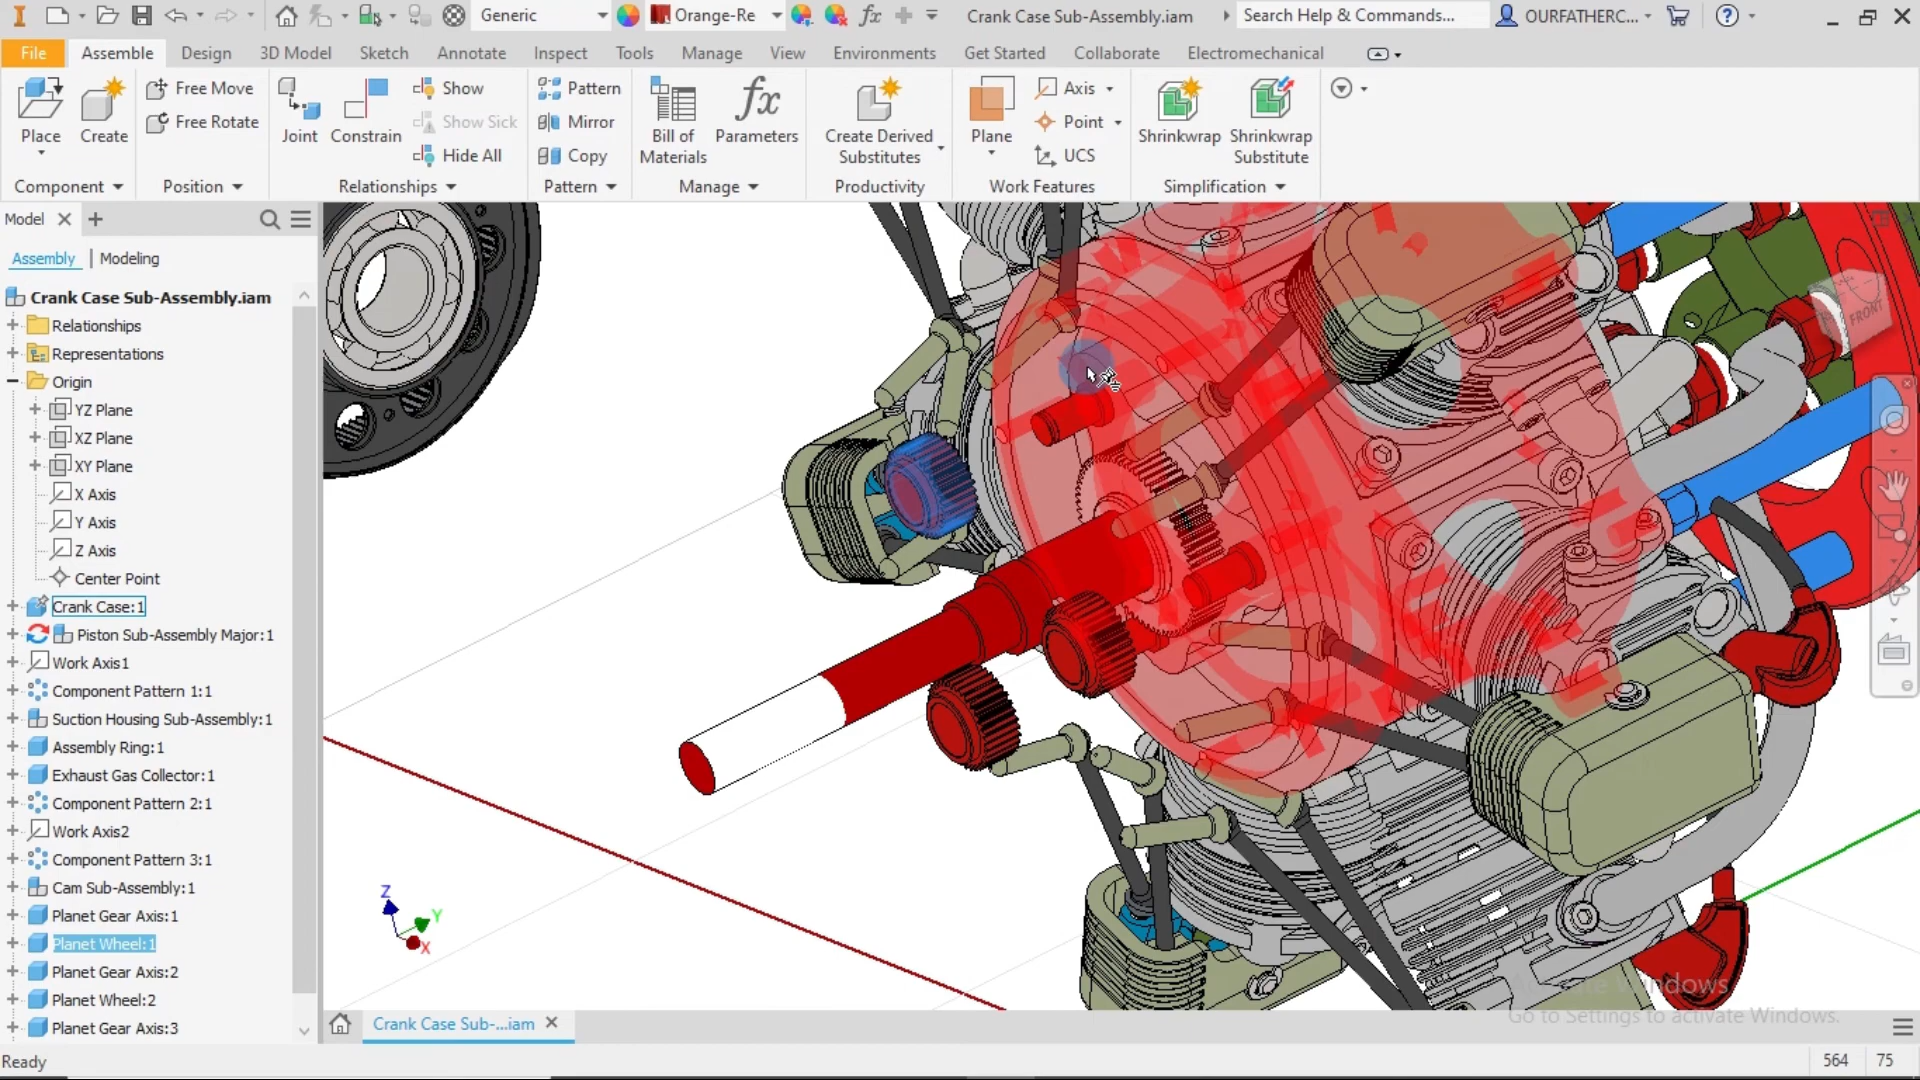 Generic
Orange-Re
Crank Case Sub-Assembly.iam
Search Help & Commands...
OURFATHERC...
File
Assemble
Design
3D Model
Sketch
Annotate
Inspect
Tools
Manage
View
Environments
Get Started
Collaborate
Electromechanical
Place
Create
Free Move
Free Rotate
Joint
Constrain
Show
Show Sick
Hide All
Pattern
Mirror
Copy
Bill of
Materials
fx
Parameters
Create Derived
Substitutes
Plane
Axis
Point
UCS
Shrinkwrap
Shrinkwrap
Substitute
Component
Position
Relationships
Pattern
Manage
Productivity
Work Features
Simplification
Model
Assembly
Modeling
Crank Case Sub-Assembly.iam
Relationships
Representations
Origin
YZ Plane
XZ Plane
XY Plane
X Axis
Y Axis
Z Axis
Center Point
Crank Case:1
Piston Sub-Assembly Major:1
Work Axis1
Component Pattern 1:1
Suction Housing Sub-Assembly:1
Assembly Ring:1
Exhaust Gas Collector:1
Component Pattern 2:1
Work Axis2
Component Pattern 3:1
Cam Sub-Assembly:1
Planet Gear Axis:1
Planet Wheel:1
Planet Gear Axis:2
Planet Wheel:2
Planet Gear Axis:3
FRONT
Z
Y
X
Activate Windows
Go to Settings to activate Windows.
Crank Case Sub-...iam
Ready
564
75